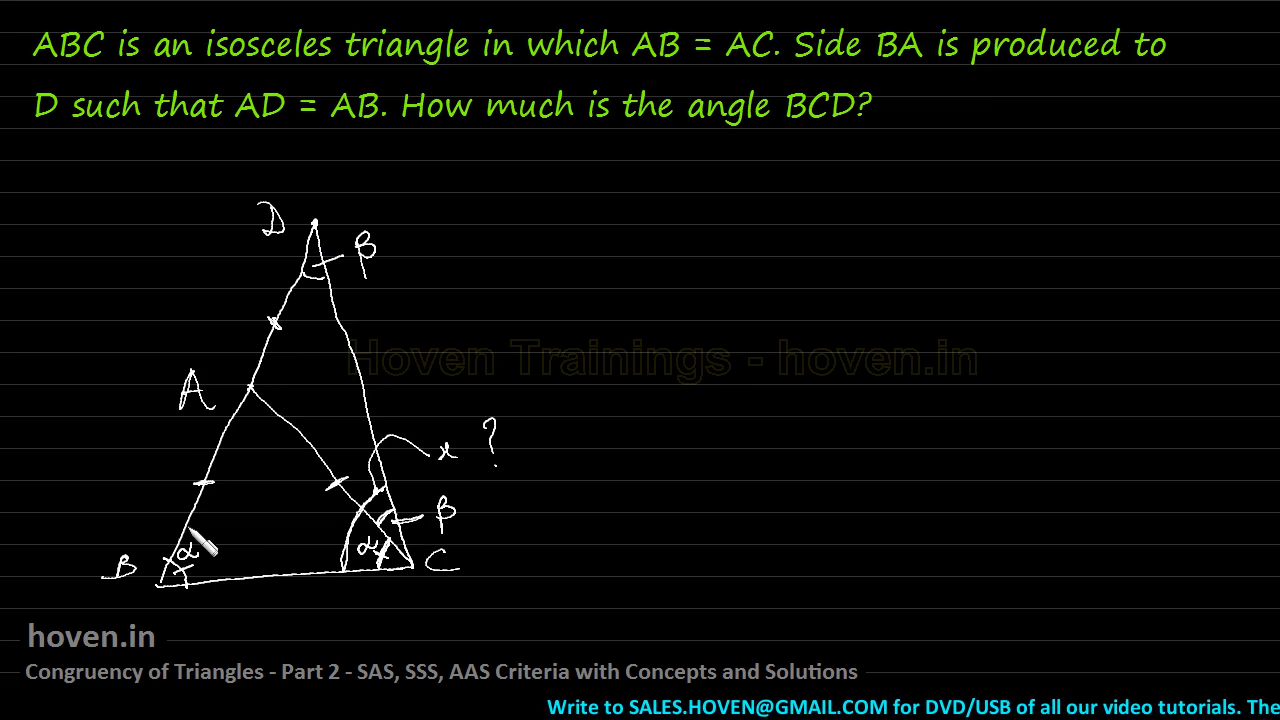 ABC is an isosceles triangle in which AB = AC. Side BA is produced to
D such that AD = AB. How much is the angle BCD?
D
β
Hoven Trainings - hoven.in
A
x ?
β
B
α
α
C
hoven.in
Congruency of Triangles - Part 2 - SAS, SSS, AAS Criteria with Concepts and Solutions
Write to SALES.HOVEN@GMAIL.COM for DVD/USB of all our video tutorials. The